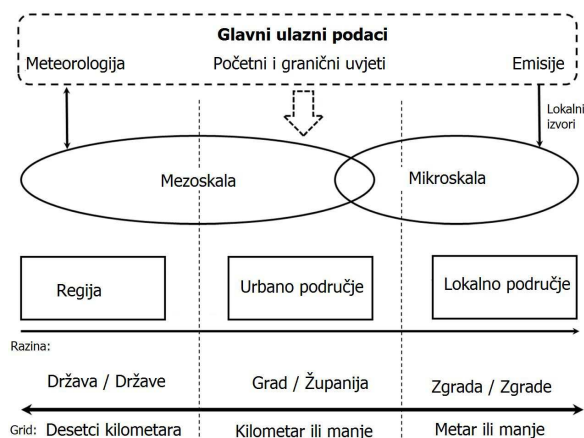 Glavni ulazni podaci
Meteorologija Početni i granični uvjeti Emisije
Lokalni
izvori
Mezoskala Mikroskala
Regija Urbano područje Lokalno područje
Razina:
Država / Države Grad / Županija Zgrada / Zgrade
Grid: Desetci kilometara Kilometar ili manje Metar ili manje